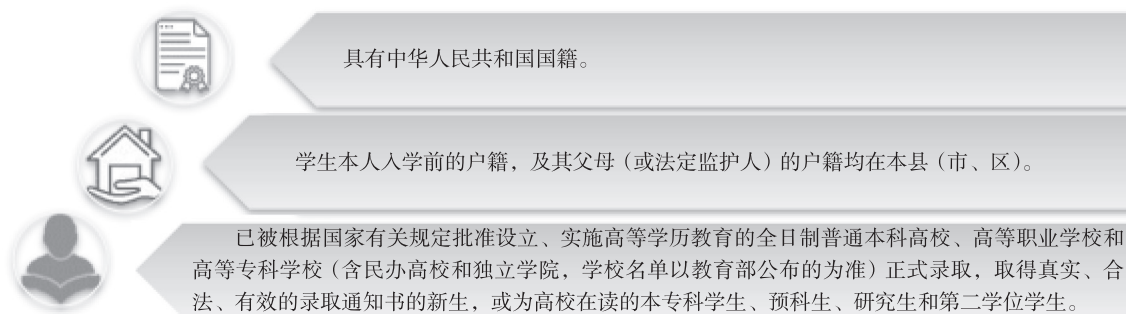 具有中华人民共和国国籍。
学生本人入学前的户籍，及其父母（或法定监护人）的户籍均在本县（市、区）。
已被根据国家有关规定批准设立、实施高等学历教育的全日制普通本科高校、高等职业学校和
高等专科学校（含民办高校和独立学院，学校名单以教育部公布的为准）正式录取，取得真实、合
法、有效的录取通知书的新生，或为高校在读的本专科学生、预科生、研究生和第二学位学生。